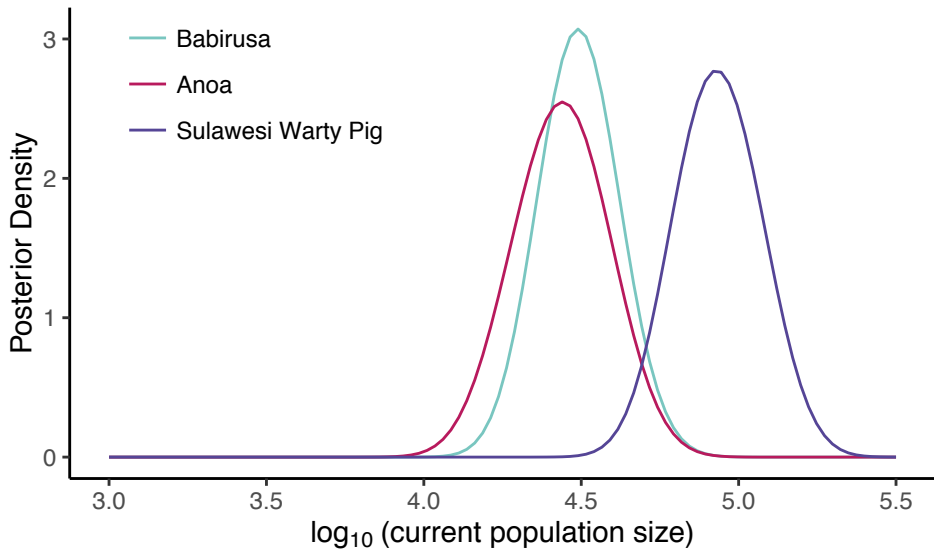 3
Babirusa
Anoa
Sulawesi Warty Pig
2
Posterior Density
1
0
3.0 3.5 4.0 4.5 5.0 5.5
log₁₀ (current population size)